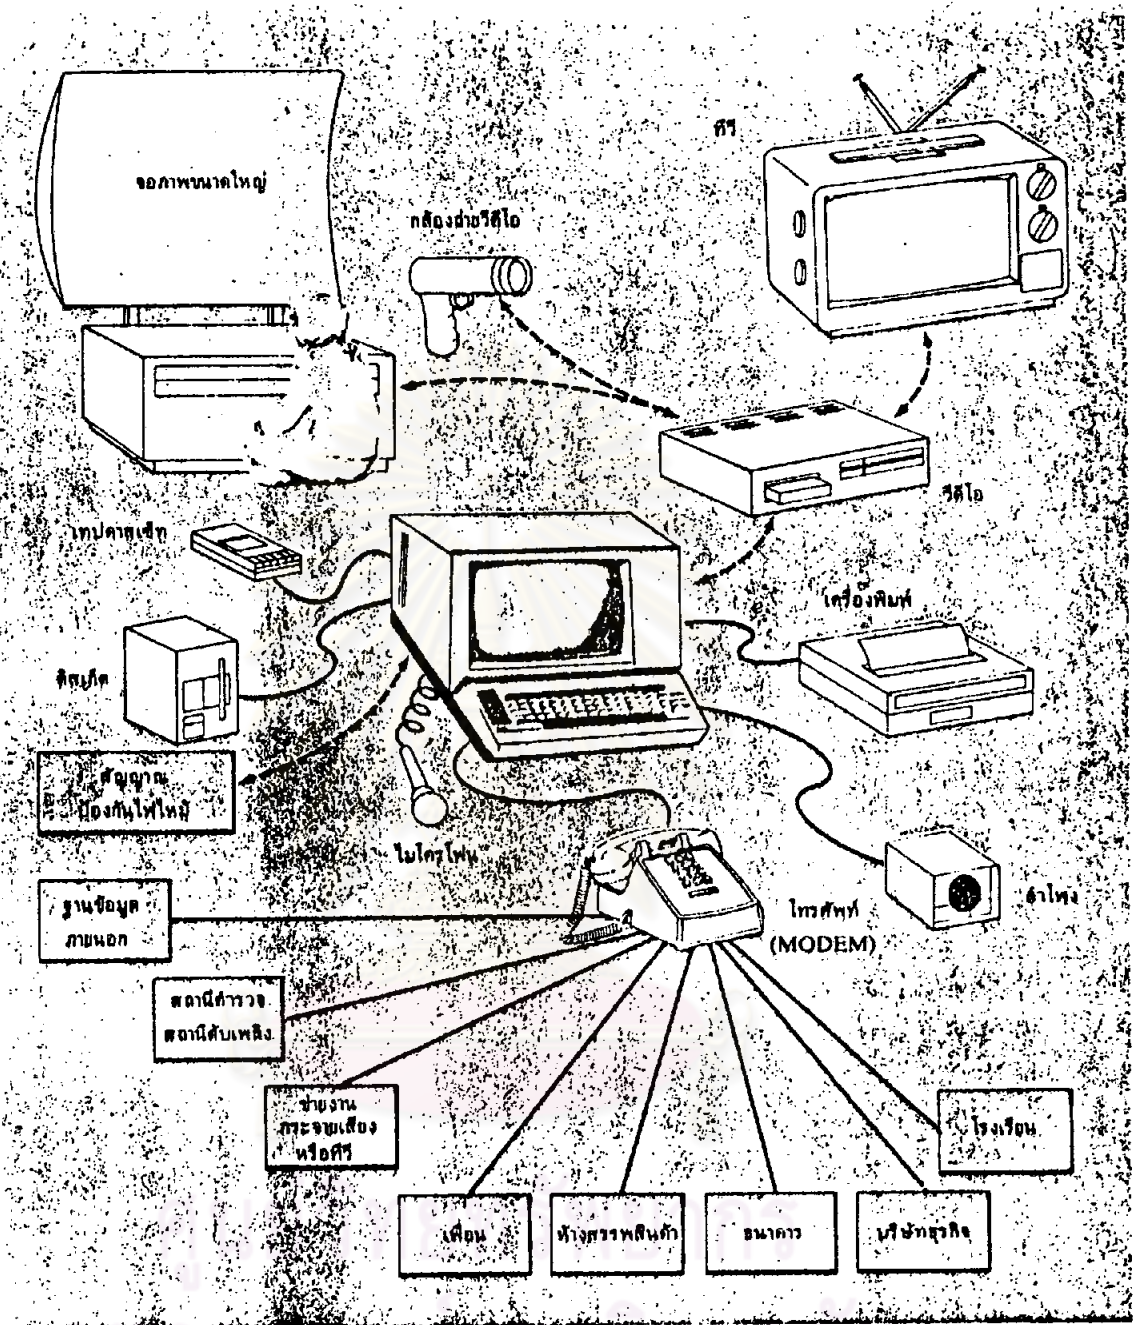 จอภาพขนาดใหญ่
ทีวี
กล้องถ่ายวีดีโอ
วีดีโอ
เทปคาสเซ็ท
เครื่องพิมพ์
ดิสเก็ต
สัญญาณ
ป้องกันไฟไหม้
ไมโครโฟน
ลำโพง
โทรศัพท์
(MODEM)
ฐานข้อมูล
ภายนอก
สถานีตำรวจ
สถานีดับเพลิง
ข่ายงาน
กระจายเสียง
หรือทีวี
โรงเรียน
เพื่อน
ห้างสรรพสินค้า
ธนาคาร
บริษัทธุรกิจ